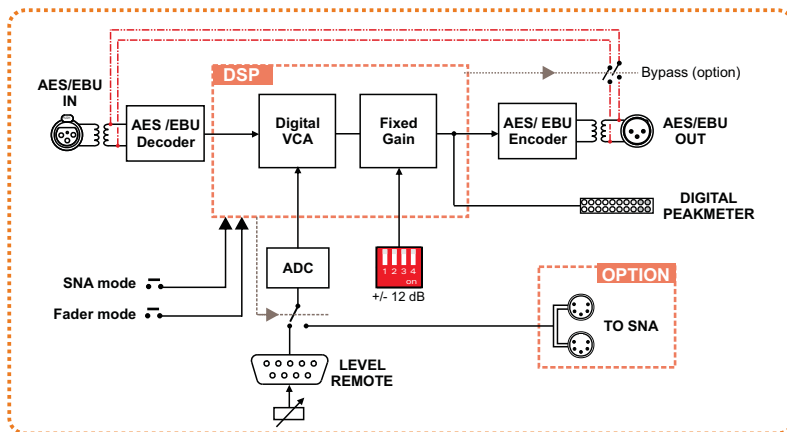 DSP
Bypass (option)
AES/EBU
IN
AES /EBU
Decoder
Digital
VCA
Fixed
Gain
AES/ EBU
Encoder
AES/EBU
OUT
DIGITAL
PEAKMETER
ADC
1 2 3 4
on
+/- 12 dB
SNA mode
Fader mode
OPTION
TO SNA
LEVEL
REMOTE